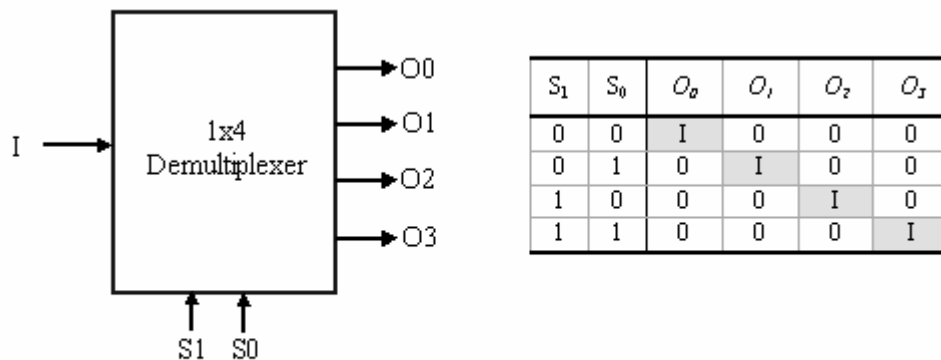 I
1x4
Demultiplexer
O0
O1
O2
O3
S1 S0
S₁ S₀ O₀ O₁ O₂ O₃
0 0 I 0 0 0
0 1 0 I 0 0
1 0 0 0 I 0
1 1 0 0 0 I